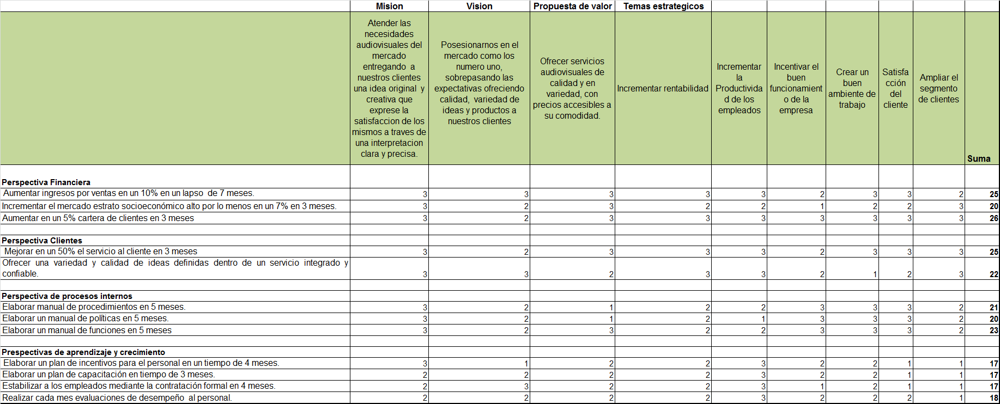 Mision Vision Propuesta de valor Temas estrategicos
Atender las
necesidades
audiovisuales del
mercado
entregando a
nuestros clientes
una idea original y
creativa que
exprese la
satisfaccion de los
mismos a traves de
una interpretacion
clara y precisa.
Posesionarnos en el
mercado como los
numero uno,
sobrepasando las
expectativas ofreciendo
calidad, variedad de
ideas y productos a
nuestros clientes
Ofrecer servicios
audiovisuales de
calidad y en
variedad, con
precios accesibles a
su comodidad.
Incrementar rentabilidad
Incrementar
la
Productivida
d de los
empleados
Incentivar el
buen
funcionamient
o de la
empresa
Crear un
buen
ambiente de
trabajo
Satisfa
cción
del
cliente
Ampliar el
segmento
de clientes
Suma
Perspectiva Financiera
Aumentar ingresos por ventas en un 10% en un lapso de 7 meses. 3 3 3 3 3 2 3 3 2 25
Incrementar el mercado estrato socioeconómico alto por lo menos en un 7% en 3 meses. 3 2 3 2 2 1 2 2 3 20
Aumentar en un 5% cartera de clientes en 3 meses 3 2 3 3 3 3 3 3 3 26
Perspectiva Clientes
Mejorar en un 50% el servicio al cliente en 3 meses 3 2 3 3 3 2 3 3 3 25
Ofrecer una variedad y calidad de ideas definidas dentro de un servicio integrado y
confiable. 3 3 2 3 3 2 1 2 3 22
Perspectiva de procesos internos
Elaborar manual de procedimientos en 5 meses. 3 2 1 2 2 3 3 3 2 21
Elaborar un manual de políticas en 5 meses. 3 2 1 2 1 3 3 3 2 20
Elaborar un manual de funciones en 5 meses 3 2 3 2 2 3 3 3 2 23
Prespectivas de aprendizaje y crecimiento
Elaborar un plan de incentivos para el personal en un tiempo de 4 meses. 3 1 2 2 3 2 2 1 1 17
Elaborar un plan de capacitación en tiempo de 3 meses. 2 2 2 2 3 2 2 1 1 17
Estabilizar a los empleados mediante la contratación formal en 4 meses. 2 3 2 2 3 1 2 1 1 17
Realizar cada mes evaluaciones de desempeño al personal. 2 2 2 2 3 2 2 2 1 18